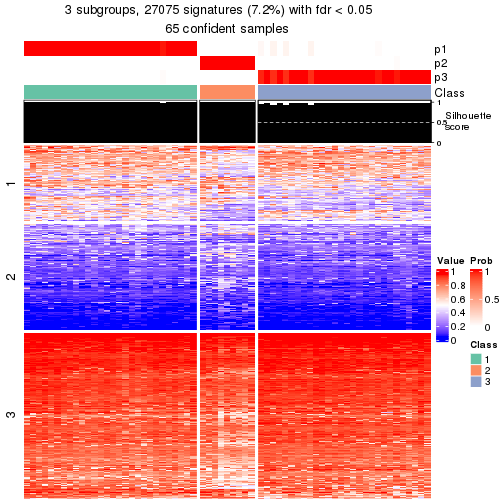 3 subgroups, 27075 signatures (7.2%) with fdr < 0.05
65 confident samples
p1
p2
p3
Class
1
0.5
0
Silhouette
score
1
2
3
Value
1
0.8
0.6
0.4
0.2
0
Prob
1
0.5
0
Class
1
2
3